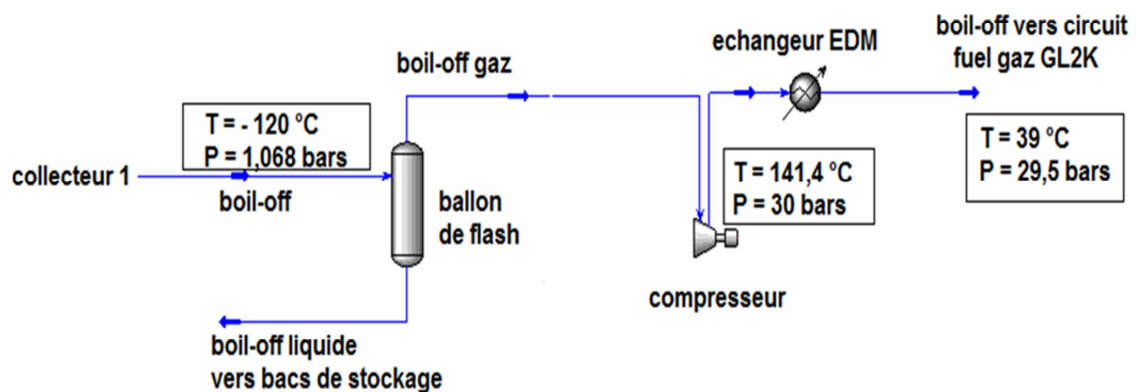 collecteur 1
T = - 120 °C
P = 1,068 bars
boil-off
boil-off gaz
ballon
de flash
boil-off liquide
vers bacs de stockage
compresseur
T = 141,4 °C
P = 30 bars
echangeur EDM
boil-off vers circuit
fuel gaz GL2K
T = 39 °C
P = 29,5 bars